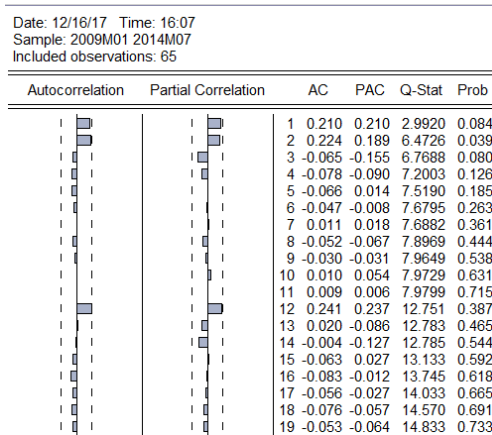 Date: 12/16/17 Time: 16:07
Sample: 2009M01 2014M07
Included observations: 65
Autocorrelation Partial Correlation AC PAC Q-Stat Prob
1 0.210 0.210 2.9920 0.084
2 0.224 0.189 6.4726 0.039
3 -0.065 -0.155 6.7688 0.080
4 -0.078 -0.090 7.2003 0.126
5 -0.066 0.014 7.5190 0.185
6 -0.047 -0.008 7.6795 0.263
7 0.011 0.018 7.6882 0.361
8 -0.052 -0.067 7.8969 0.444
9 -0.030 -0.031 7.9649 0.538
10 0.010 0.054 7.9729 0.631
11 0.009 0.006 7.9799 0.715
12 0.241 0.237 12.751 0.387
13 0.020 -0.086 12.783 0.465
14 -0.004 -0.127 12.785 0.544
15 -0.063 0.027 13.133 0.592
16 -0.083 -0.012 13.745 0.618
17 -0.056 -0.027 14.033 0.665
18 -0.076 -0.057 14.570 0.691
19 -0.053 -0.064 14.833 0.733